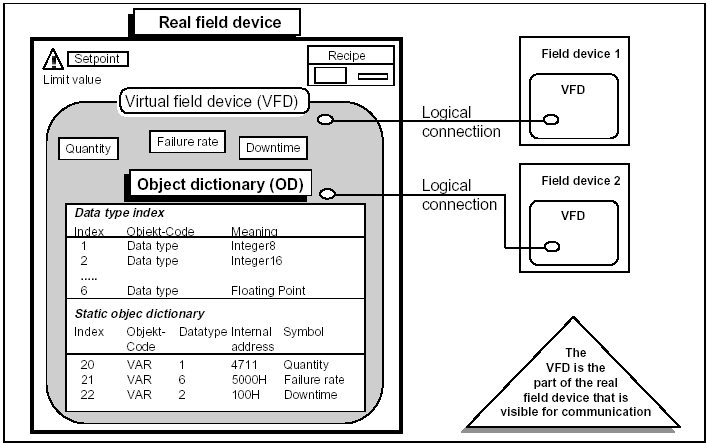 Real field device
Setpoint
Limit value
Recipe
Virtual field device (VFD)
Quantity
Failure rate
Downtime
Object dictionary (OD)
Data type index
Index Objekt-Code Meaning
1 Data type Integer8
2 Data type Integer16
.....
6 Data type Floating Point
Static objec dictionary
Index Objekt- Datatype Internal Symbol
Code address
20 VAR 1 4711 Quantity
21 VAR 6 5000H Failure rate
22 VAR 2 100H Downtime
Logical
connectiion
Logical
connection
Field device 1
VFD
Field device 2
VFD
The
VFD is the
part of the real
field device that is
visible for communication